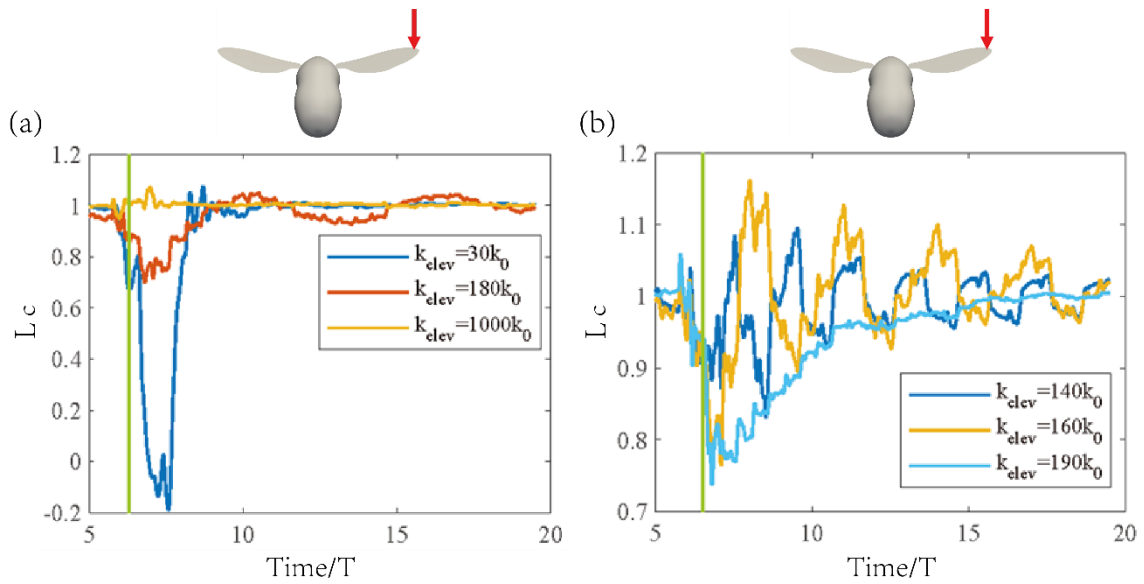 (a)
1.2
1
0.8
0.6
0.4
0.2
0
-0.2
L c
5
10
15
20
Time/T
k_elev=30k_0
k_elev=180k_0
k_elev=1000k_0
(b)
1.2
1.1
1
0.9
0.8
0.7
L c
5
10
15
20
Time/T
k_elev=140k_0
k_elev=160k_0
k_elev=190k_0